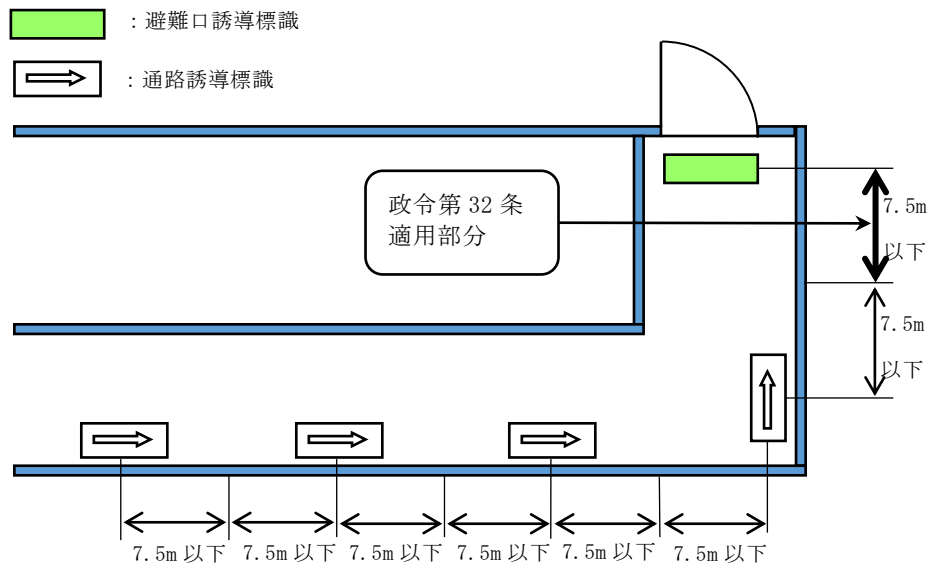 ：避難口誘導標識
：通路誘導標識
政令第 32 条
適用部分
7.5m
以下
7.5m
以下
7.5m 以下
7.5m 以下
7.5m 以下
7.5m 以下
7.5m 以下
7.5m 以下